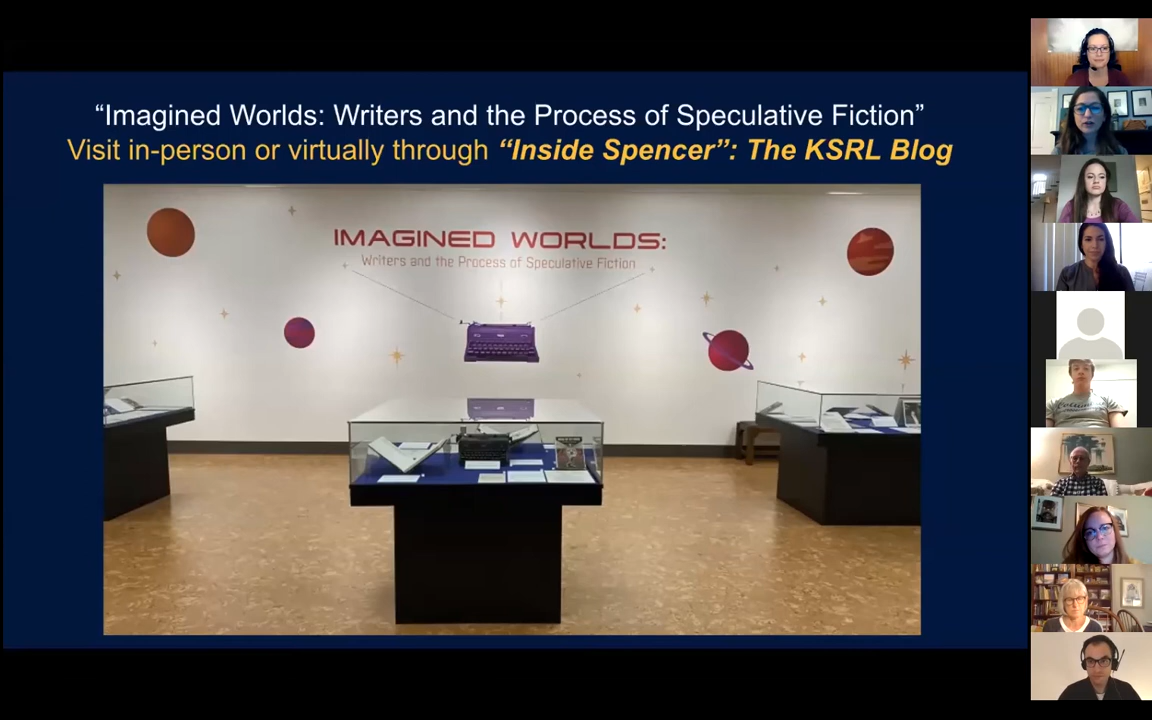 “Imagined Worlds: Writers and the Process of Speculative Fiction”
Visit in-person or virtually through “Inside Spencer”: The KSRL Blog
IMAGINED WORLDS:
Writers and the Process of Speculative Fiction